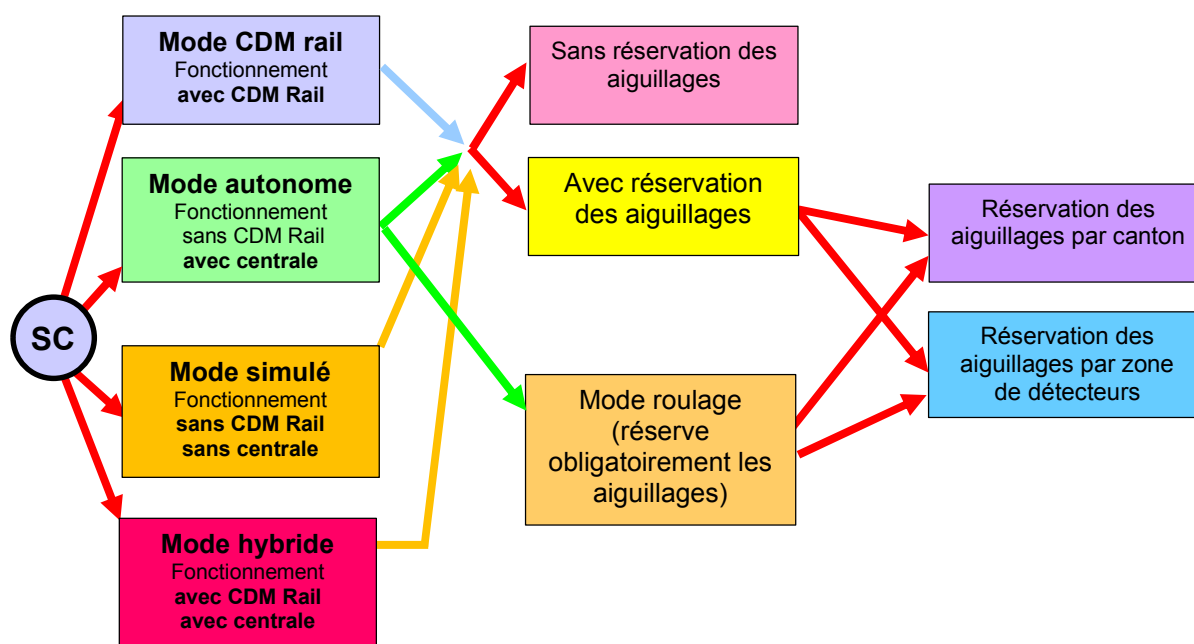 Mode CDM rail
Fonctionnement
avec CDM Rail
Sans réservation des
aiguillages
Mode autonome
Fonctionnement
sans CDM Rail
avec centrale
Avec réservation
des aiguillages
Réservation des
aiguillages par canton
SC
Mode simulé
Fonctionnement
sans CDM Rail
sans centrale
Réservation des
aiguillages par zone
de détecteurs
Mode roulage
(réserve
obligatoirement les
aiguillages)
Mode hybride
Fonctionnement
avec CDM Rail
avec centrale